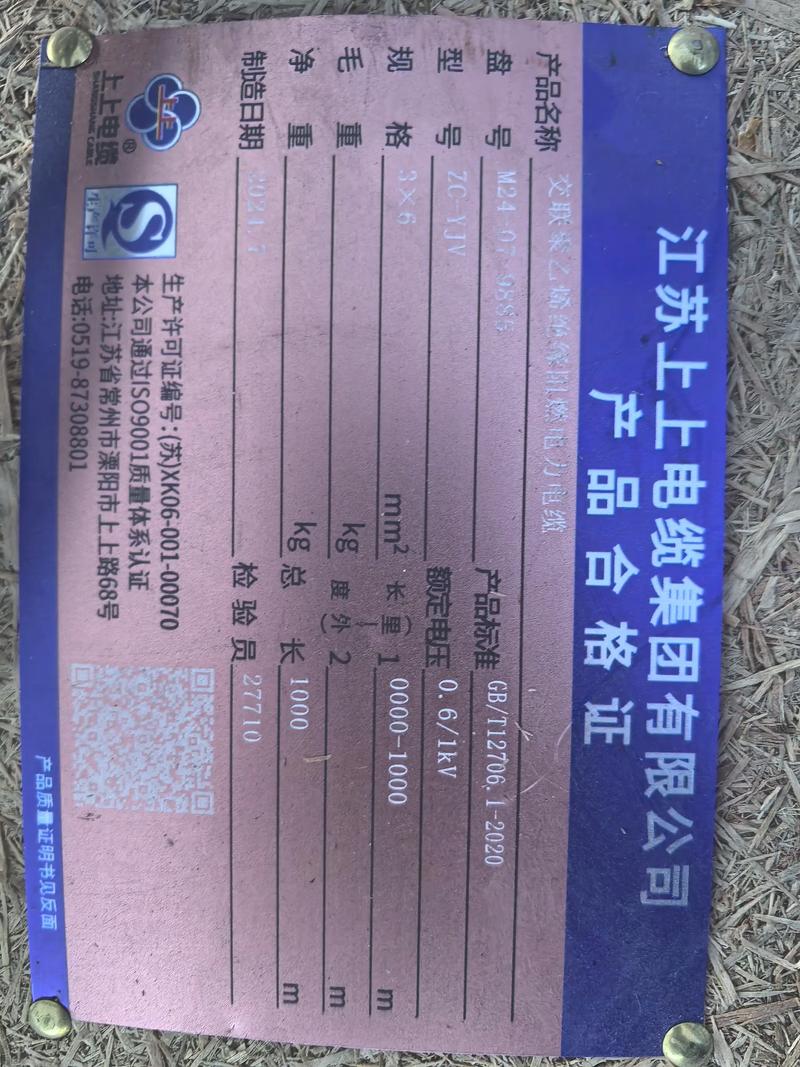 江苏上上电缆集团有限公司
产品合格证
产品名称 交联聚乙烯绝缘阻燃电力电缆
盘号 M24-07-9885 产品标准 GB/T12706.1-2020
型号 ZC-YJV 额定电压 0.6/1kV
规格 3×6 mm² 长度(里-外) 1 0000-1000 m
毛重 kg 2 m
净重 kg 总长 1000 m
制造日期 2024.7 检验员 27710
上上电缆®
SHANGSHANG CABLE
生产许可
生产许可证编号:(苏)XK06-001-00070
本公司通过ISO9001质量体系认证
地址:江苏省常州市溧阳市上上路68号
电话:0519-87308801
产品质量证明书见反面